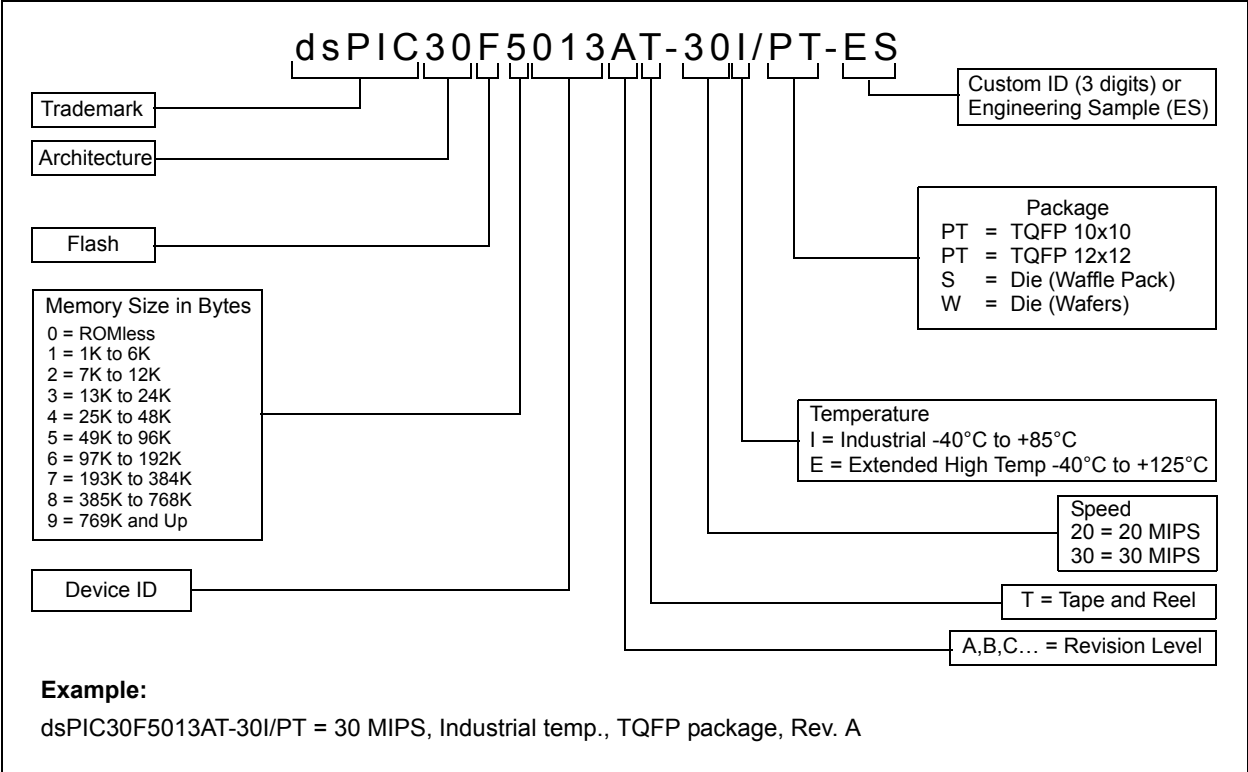 dsPIC30F5013AT-30I/PT-ES
Trademark
Architecture
Flash
Memory Size in Bytes
0 = ROMless
1 = 1K to 6K
2 = 7K to 12K
3 = 13K to 24K
4 = 25K to 48K
5 = 49K to 96K
6 = 97K to 192K
7 = 193K to 384K
8 = 385K to 768K
9 = 769K and Up
Device ID
Custom ID (3 digits) or
Engineering Sample (ES)
Package
PT = TQFP 10x10
PT = TQFP 12x12
S = Die (Waffle Pack)
W = Die (Wafers)
Temperature
I = Industrial -40°C to +85°C
E = Extended High Temp -40°C to +125°C
Speed
20 = 20 MIPS
30 = 30 MIPS
T = Tape and Reel
A,B,C… = Revision Level
Example:
dsPIC30F5013AT-30I/PT = 30 MIPS, Industrial temp., TQFP package, Rev. A